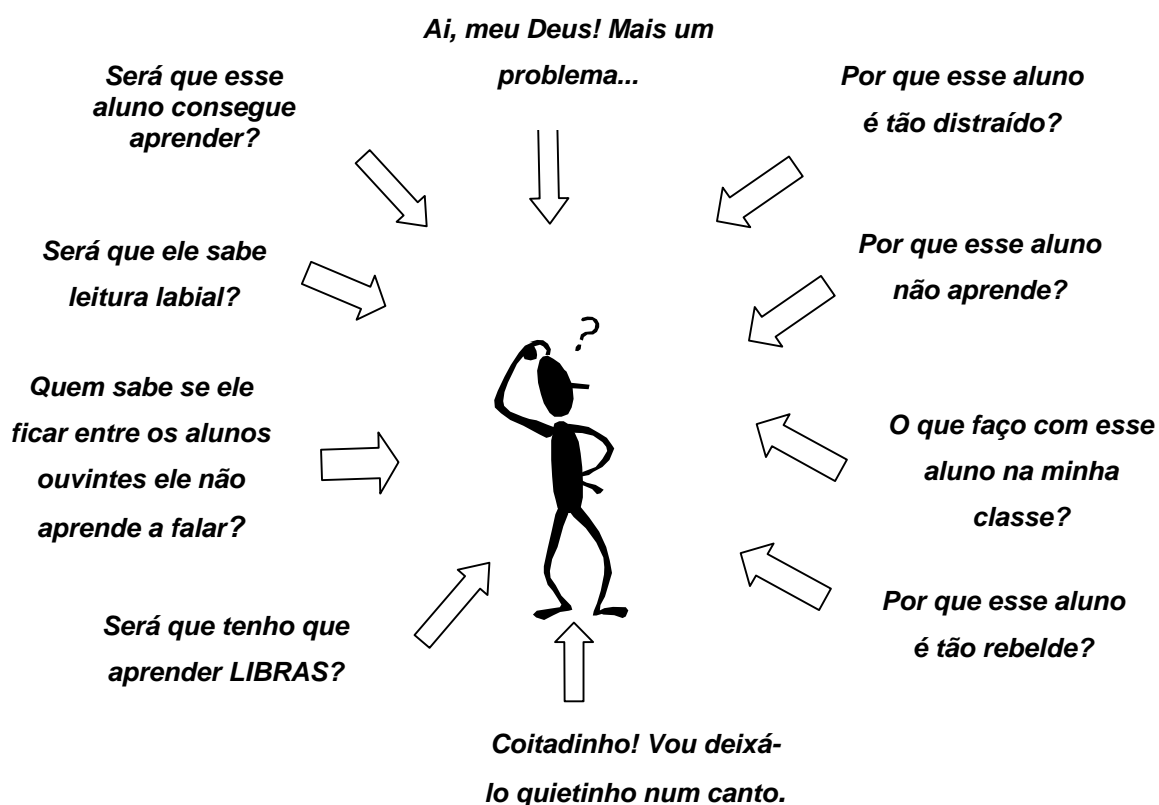 Ai, meu Deus! Mais um
problema...
Será que esse
aluno consegue
aprender?
Por que esse aluno
é tão distraído?
Será que ele sabe
leitura labial?
Por que esse aluno
não aprende?
Quem sabe se ele
ficar entre os alunos
ouvintes ele não
aprende a falar?
O que faço com esse
aluno na minha
classe?
Será que tenho que
aprender LIBRAS?
Por que esse aluno
é tão rebelde?
Coitadinho! Vou deixá-
lo quietinho num canto.
?